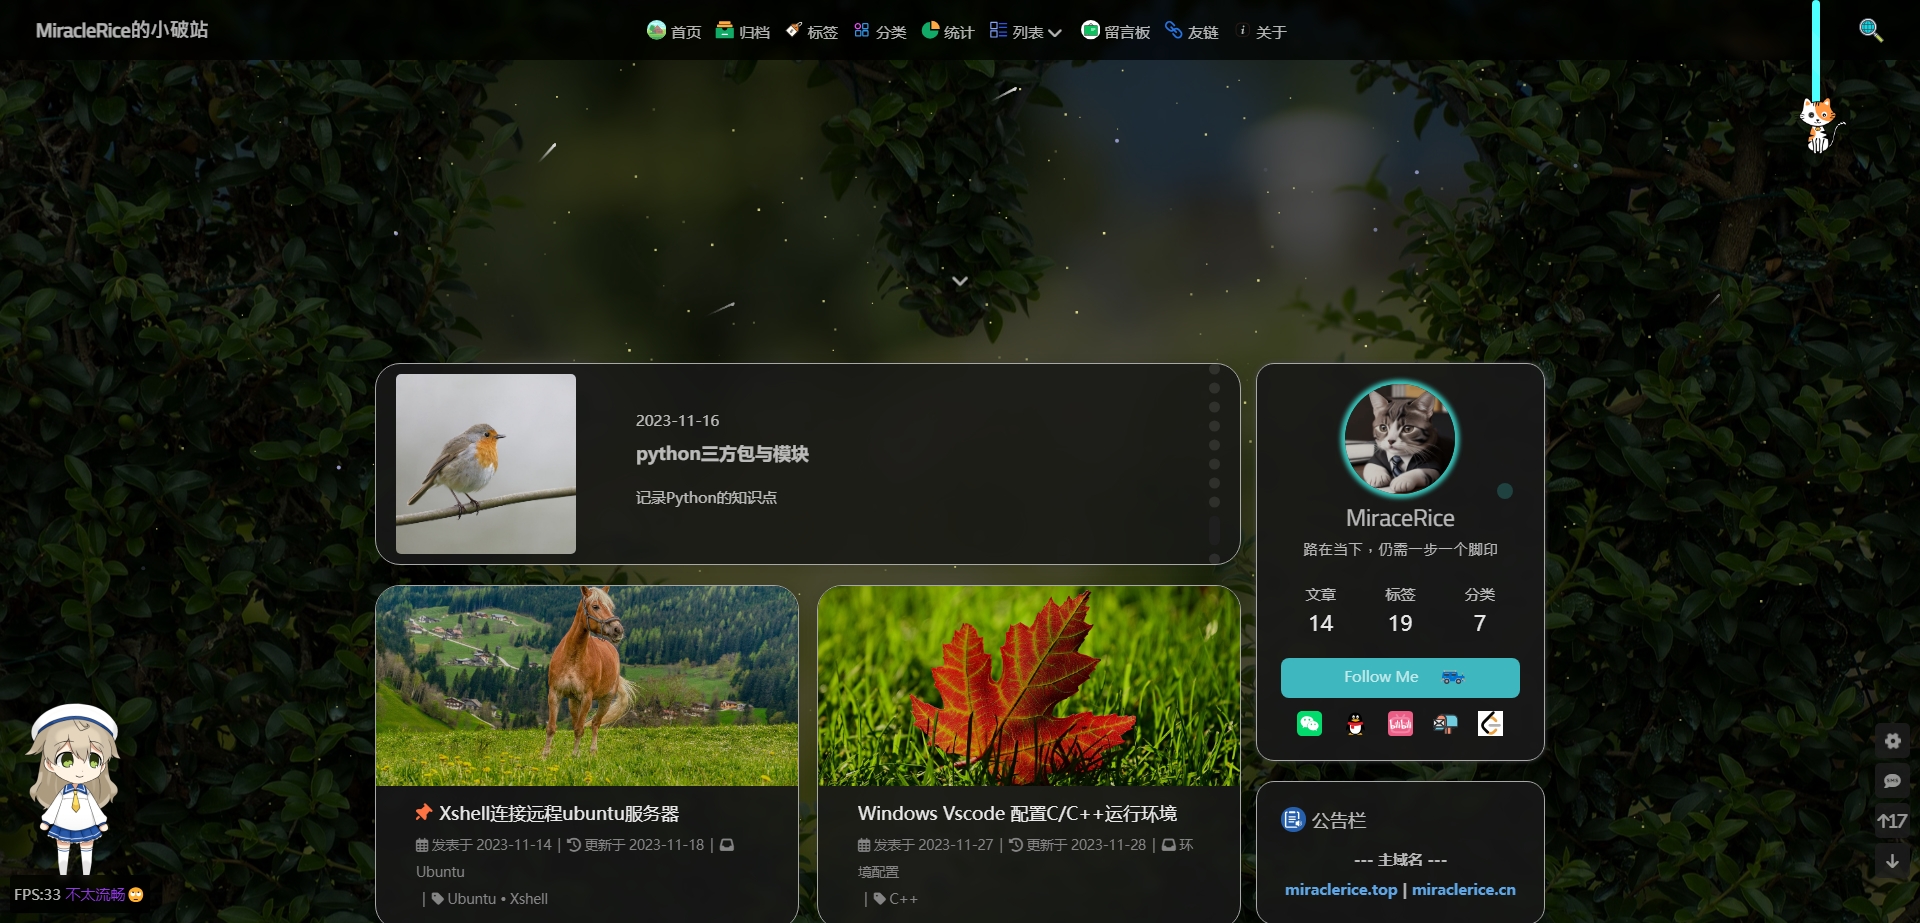 MiracleRice的小破站
首页 归档 标签 分类 统计 列表 留言板 友链 关于
2023-11-16
python三方包与模块
记录Python的知识点
Xshell连接远程ubuntu服务器
发表于 2023-11-14 | 更新于 2023-11-18 |
Ubuntu
| Ubuntu • Xshell
Windows Vscode 配置C/C++运行环境
发表于 2023-11-27 | 更新于 2023-11-28 | 环
境配置
| C++
MiraceRice
路在当下，仍需一步一个脚印
文章 标签 分类
14 19 7
Follow Me
bilibili
公告栏
--- 主域名 ---
miraclerice.top | miraclerice.cn
SMS
17
FPS:33 不太流畅